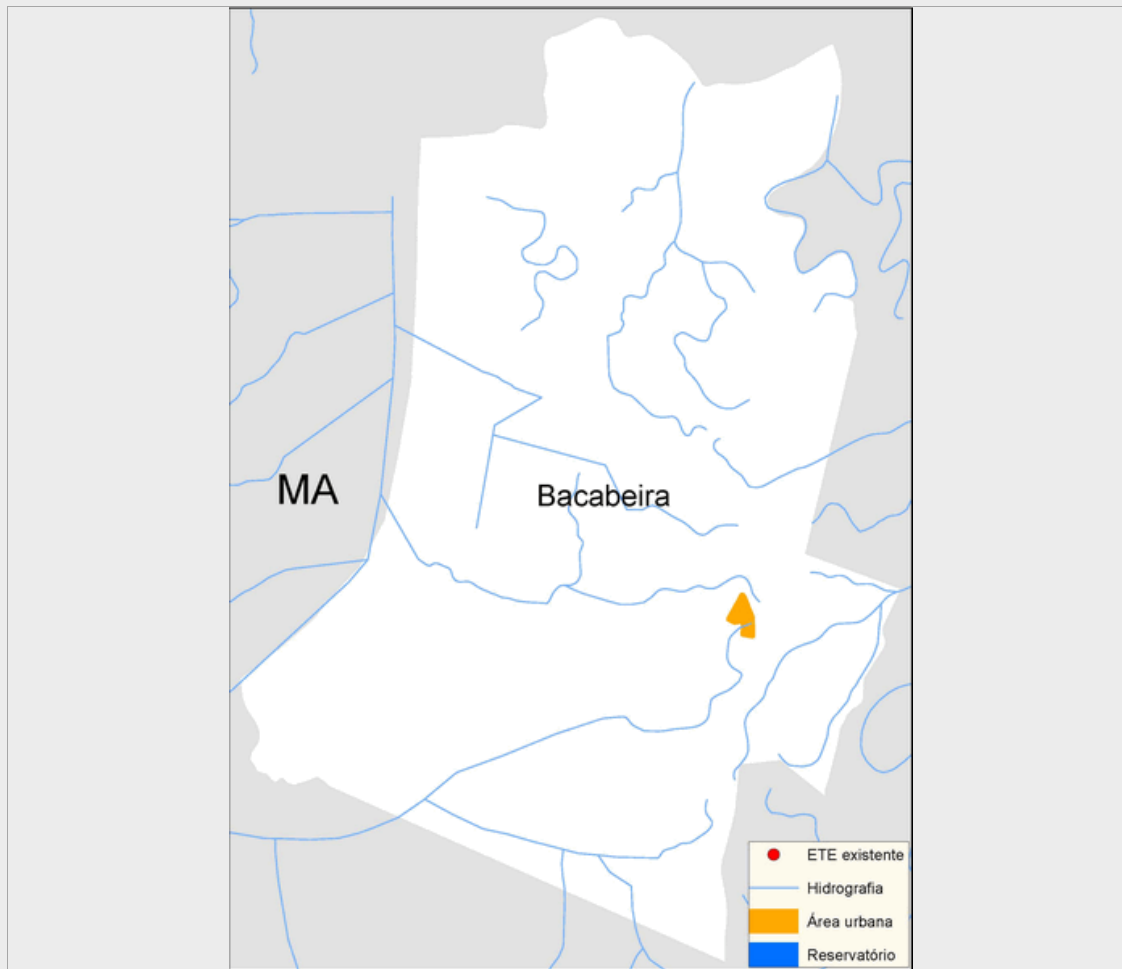 MA
Bacabeira
ETE existente
Hidrografia
Área urbana
Reservatório